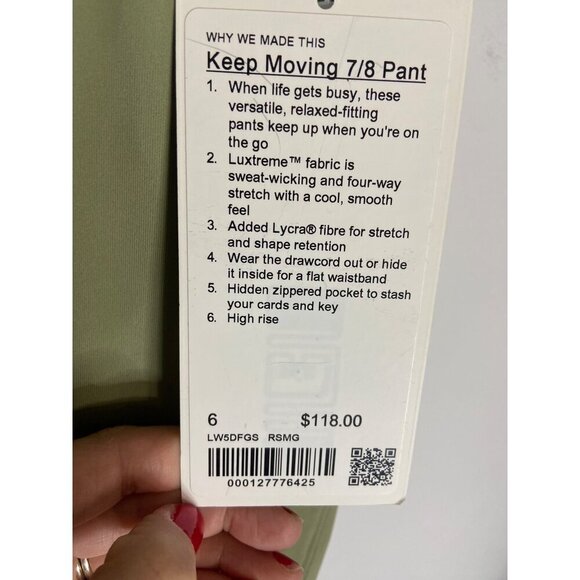 WHY WE MADE THIS
Keep Moving 7/8 Pant
1. When life gets busy, these
versatile, relaxed-fitting
pants keep up when you're on
the go
2. Luxtreme™ fabric is
sweat-wicking and four-way
stretch with a cool, smooth
feel
3. Added Lycra® fibre for stretch
and shape retention
4. Wear the drawcord out or hide
it inside for a flat waistband
5. Hidden zippered pocket to stash
your cards and key
6. High rise
6 $118.00
LW5DFGS RSMG
000127776425